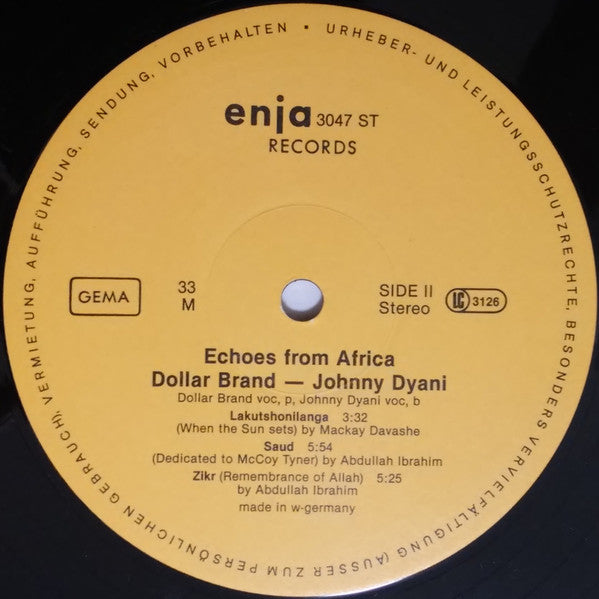 URHEBER- UND LEISTUNGSSCHUTZRECHTE, BESONDERS VERVIELFÄLTIGUNG (AUSSER ZUM PERSÖNLICHEN GEBRAUCH), VERMIETUNG, AUFFÜHRUNG, SENDUNG, VORBEHALTEN •
enja 3047 ST
RECORDS
GEMA
33
M
SIDE II
Stereo
LC 3126
Echoes from Africa
Dollar Brand — Johnny Dyani
Dollar Brand voc, p, Johnny Dyani voc, b
Lakutshonilanga 3:32
(When the Sun sets) by Mackay Davashe
Saud 5:54
(Dedicated to McCoy Tyner) by Abdullah Ibrahim
Zikr (Remembrance of Allah) 5:25
by Abdullah Ibrahim
made in w-germany